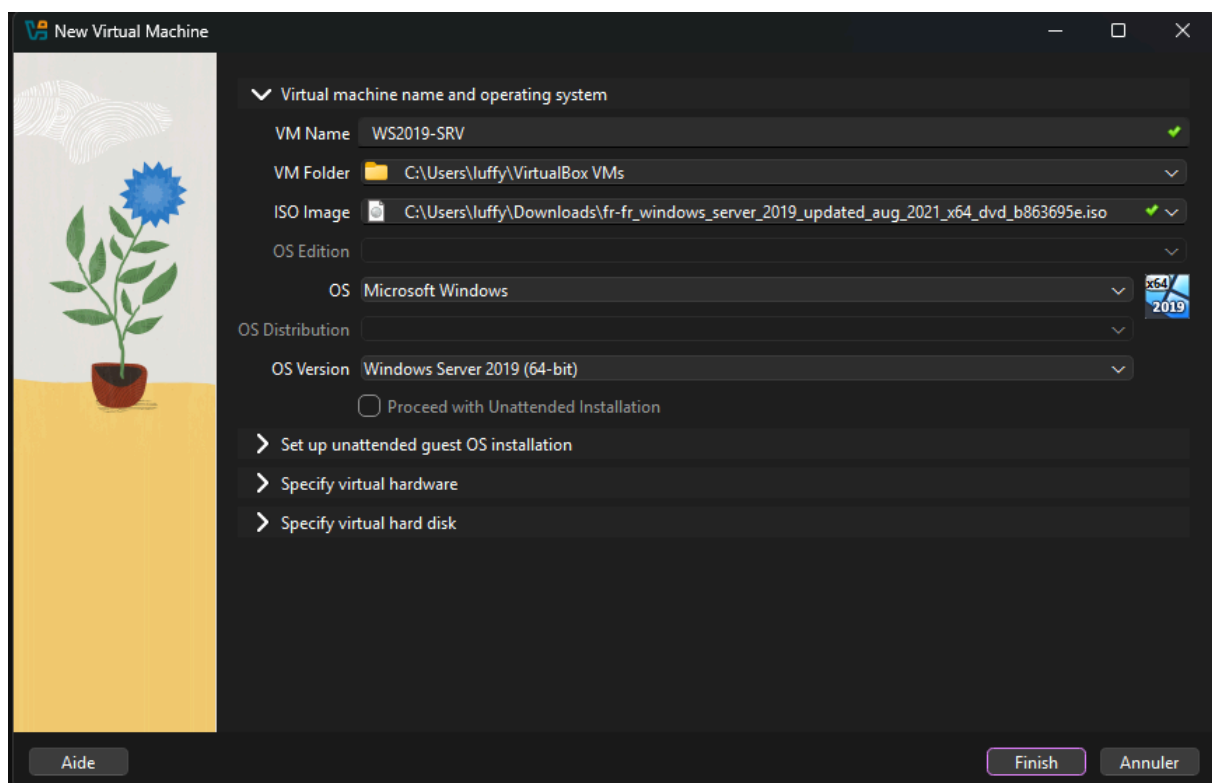 New Virtual Machine
Virtual machine name and operating system
VM Name WS2019-SRV
VM Folder C:\Users\luffy\VirtualBox VMs
ISO Image C:\Users\luffy\Downloads\fr-fr_windows_server_2019_updated_aug_2021_x64_dvd_b863695e.iso
OS Edition
OS Microsoft Windows
x64
2019
OS Distribution
OS Version Windows Server 2019 (64-bit)
Proceed with Unattended Installation
Set up unattended guest OS installation
Specify virtual hardware
Specify virtual hard disk
Aide Finish Annuler